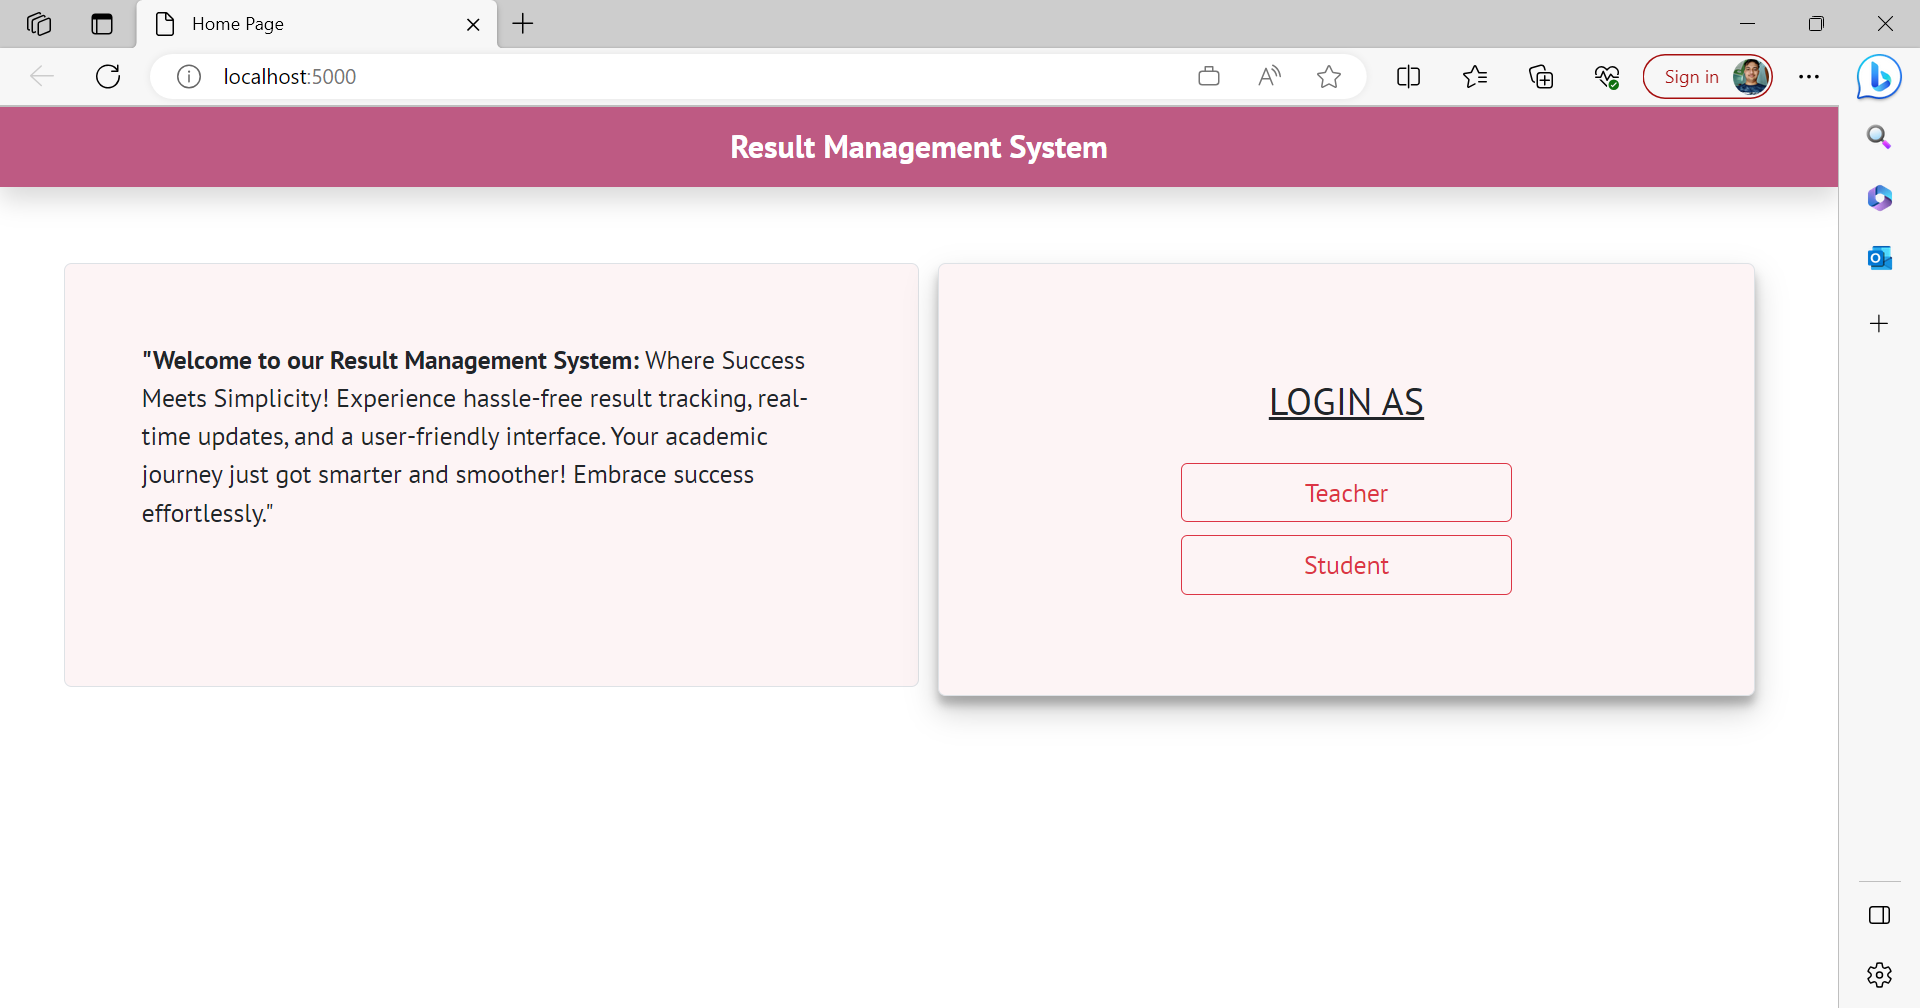 Home Page
localhost:5000
Sign in
Result Management System
"Welcome to our Result Management System: Where Success
Meets Simplicity! Experience hassle-free result tracking, real-
time updates, and a user-friendly interface. Your academic
journey just got smarter and smoother! Embrace success
effortlessly."
LOGIN AS
Teacher
Student